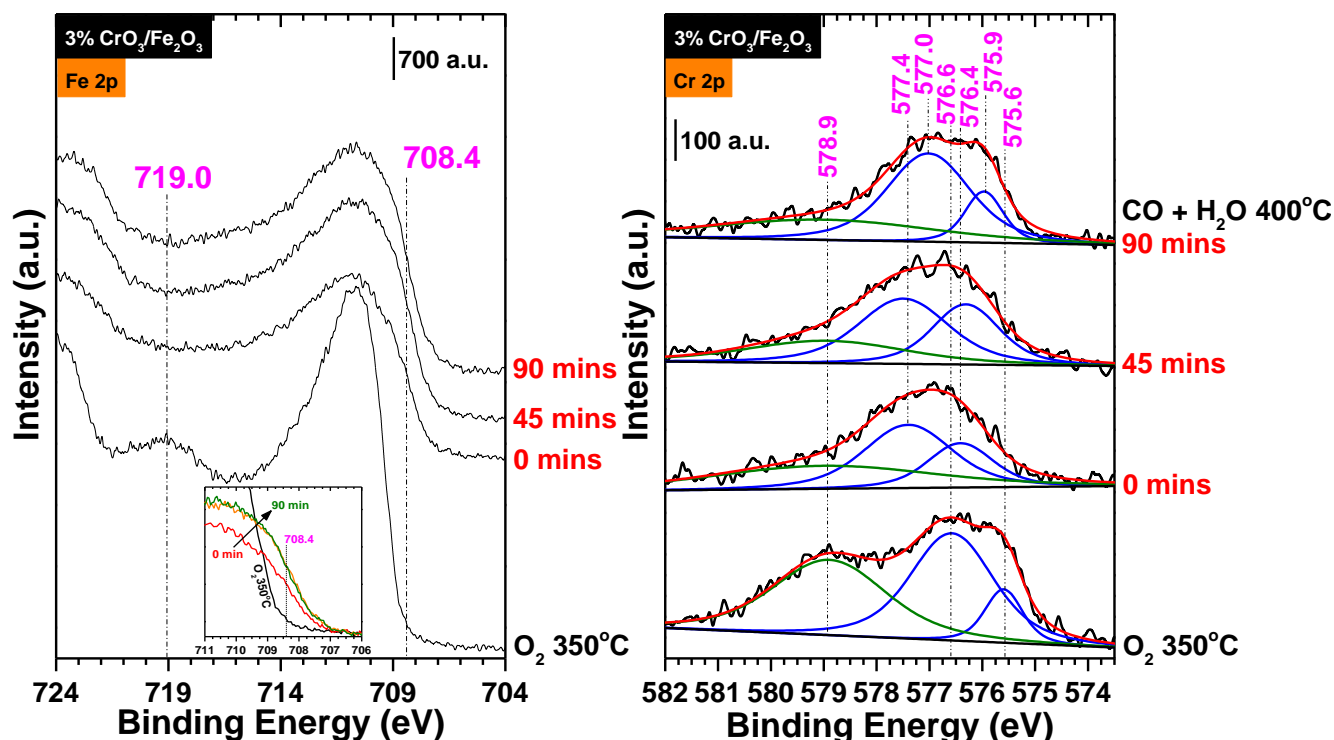 3% CrO₃/Fe₂O₃
Fe 2p
700 a.u.
719.0
708.4
90 mins
45 mins
0 mins
O₂ 350°C
90 min
0 min
708.4
O₂ 350°C
711 710 709 708 707 706
724 719 714 709 704
Binding Energy (eV)
Intensity (a.u.)
3% CrO₃/Fe₂O₃
Cr 2p
100 a.u.
578.9
577.4
577.0
576.6
576.4
575.9
575.6
CO + H₂O 400°C
90 mins
45 mins
0 mins
O₂ 350°C
582 581 580 579 578 577 576 575 574
Binding Energy (eV)
Intensity (a.u.)